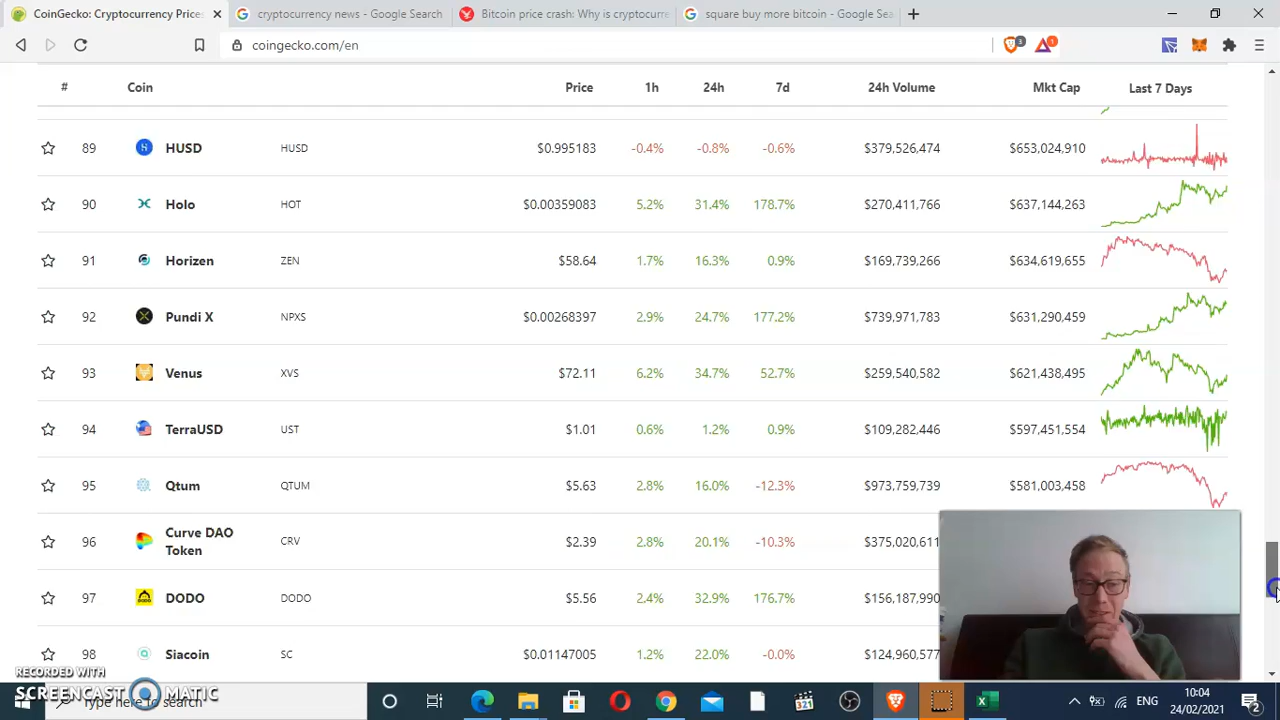 CoinGecko: Cryptocurrency Prices
cryptocurrency news - Google Search
Bitcoin price crash: Why is cryptocurre
square buy more bitcoin - Google Sea
coingecko.com/en
3
1
# Coin Price 1h 24h 7d 24h Volume Mkt Cap Last 7 Days
89 HUSD HUSD $0.995183 -0.4% -0.8% -0.6% $379,526,474 $653,024,910
90 Holo HOT $0.00359083 5.2% 31.4% 178.7% $270,411,766 $637,144,263
91 Horizen ZEN $58.64 1.7% 16.3% 0.9% $169,739,266 $634,619,655
92 Pundi X NPXS $0.00268397 2.9% 24.7% 177.2% $739,971,783 $631,290,459
93 Venus XVS $72.11 6.2% 34.7% 52.7% $259,540,582 $621,438,495
94 TerraUSD UST $1.01 0.6% 1.2% 0.9% $109,282,446 $597,451,554
95 Qtum QTUM $5.63 2.8% 16.0% -12.3% $973,759,739 $581,003,458
96 Curve DAO Token CRV $2.39 2.8% 20.1% -10.3% $375,020,611
97 DODO DODO $5.56 2.4% 32.9% 176.7% $156,187,990
98 Siacoin SC $0.01147005 1.2% 22.0% -0.0% $124,960,577
RECORDED WITH
SCREENCAST MATIC
Type here to search
321
ENG
10:04
24/02/2021
2